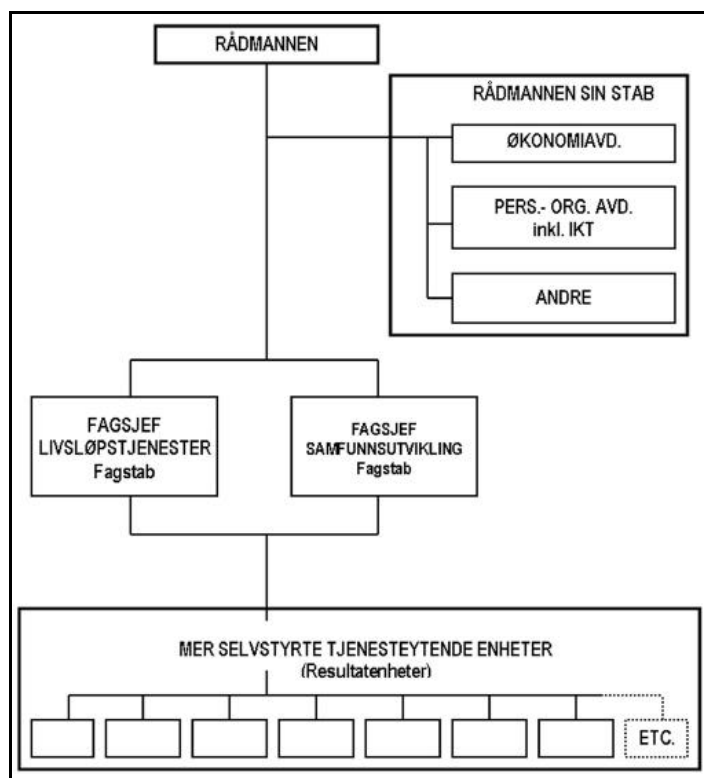 RÅDMANNEN
RÅDMANNEN SIN STAB
ØKONOMIAVD.
PERS.- ORG. AVD.
inkl. IKT
ANDRE
FAGSJEF
LIVSLØPSTJENESTER
Fagstab
FAGSJEF
SAMFUNNSUTVIKLING
Fagstab
MER SELVSTYRTE TJENESTEYTENDE ENHETER
(Resultatenheter)
ETC.